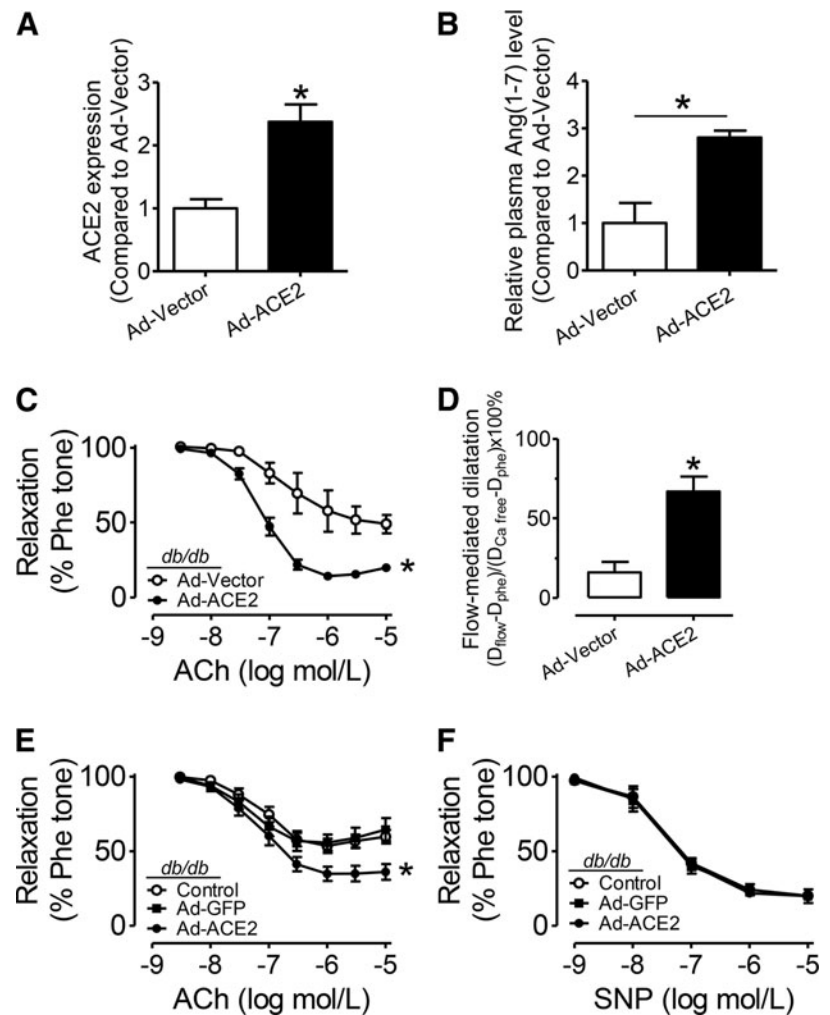 A
ACE2 expression
(Compared to Ad-Vector)
3
2
1
0
*
Ad-Vector
Ad-ACE2
B
Relative plasma Ang(1-7) level
(Compared to Ad-Vector)
4
3
2
1
0
*
Ad-Vector
Ad-ACE2
C
Relaxation
(% Phe tone)
100
50
0
db/db
Ad-Vector
Ad-ACE2
*
-9 -8 -7 -6 -5
ACh (log mol/L)
D
Flow-mediated dilatation
(Dflow-Dphe)/(DCa free-Dphe)x100%
100
50
0
*
Ad-Vector
Ad-ACE2
E
Relaxation
(% Phe tone)
100
50
0
db/db
Control
Ad-GFP
Ad-ACE2
*
-9 -8 -7 -6 -5
ACh (log mol/L)
F
Relaxation
(% Phe tone)
100
50
0
db/db
Control
Ad-GFP
Ad-ACE2
-9 -8 -7 -6 -5
SNP (log mol/L)